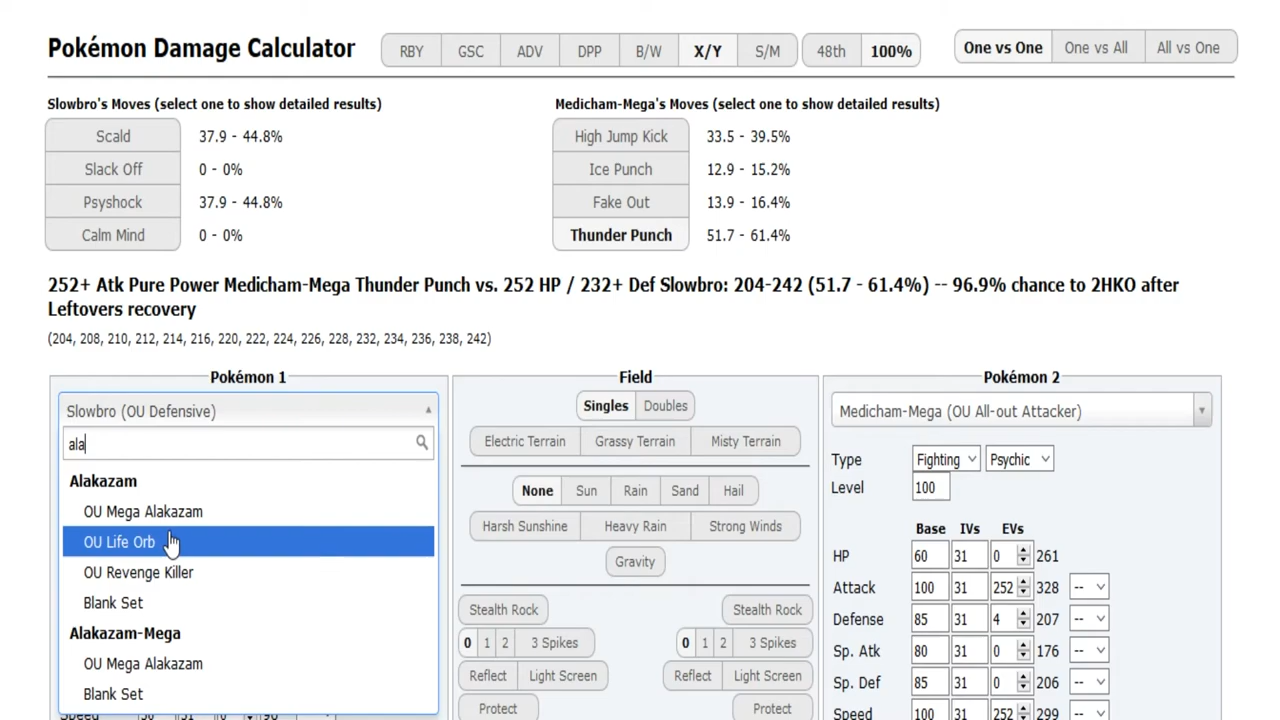 Pokémon Damage Calculator
RBY GSC ADV DPP B/W X/Y S/M 48th 100%
One vs One One vs All All vs One
Slowbro's Moves (select one to show detailed results)
Scald 37.9 - 44.8%
Slack Off 0 - 0%
Psyshock 37.9 - 44.8%
Calm Mind 0 - 0%
Medicham-Mega's Moves (select one to show detailed results)
High Jump Kick 33.5 - 39.5%
Ice Punch 12.9 - 15.2%
Fake Out 13.9 - 16.4%
Thunder Punch 51.7 - 61.4%
252+ Atk Pure Power Medicham-Mega Thunder Punch vs. 252 HP / 232+ Def Slowbro: 204-242 (51.7 - 61.4%) -- 96.9% chance to 2HKO after
Leftovers recovery
(204, 208, 210, 212, 214, 216, 220, 222, 224, 226, 228, 232, 234, 236, 238, 242)
Pokémon 1
Slowbro (OU Defensive)
ala
Alakazam
OU Mega Alakazam
OU Life Orb
OU Revenge Killer
Blank Set
Alakazam-Mega
OU Mega Alakazam
Blank Set
Speed 30 31 0 96 --
Field
Singles Doubles
Electric Terrain Grassy Terrain Misty Terrain
None Sun Rain Sand Hail
Harsh Sunshine Heavy Rain Strong Winds
Gravity
Stealth Rock Stealth Rock
0 1 2 3 Spikes 0 1 2 3 Spikes
Reflect Light Screen Reflect Light Screen
Protect Protect
Pokémon 2
Medicham-Mega (OU All-out Attacker)
Type Fighting Psychic
Level 100
Base IVs EVs
HP 60 31 0 261
Attack 100 31 252 328 --
Defense 85 31 4 207 --
Sp. Atk 80 31 0 176 --
Sp. Def 85 31 0 206 --
Speed 100 31 252 299 --